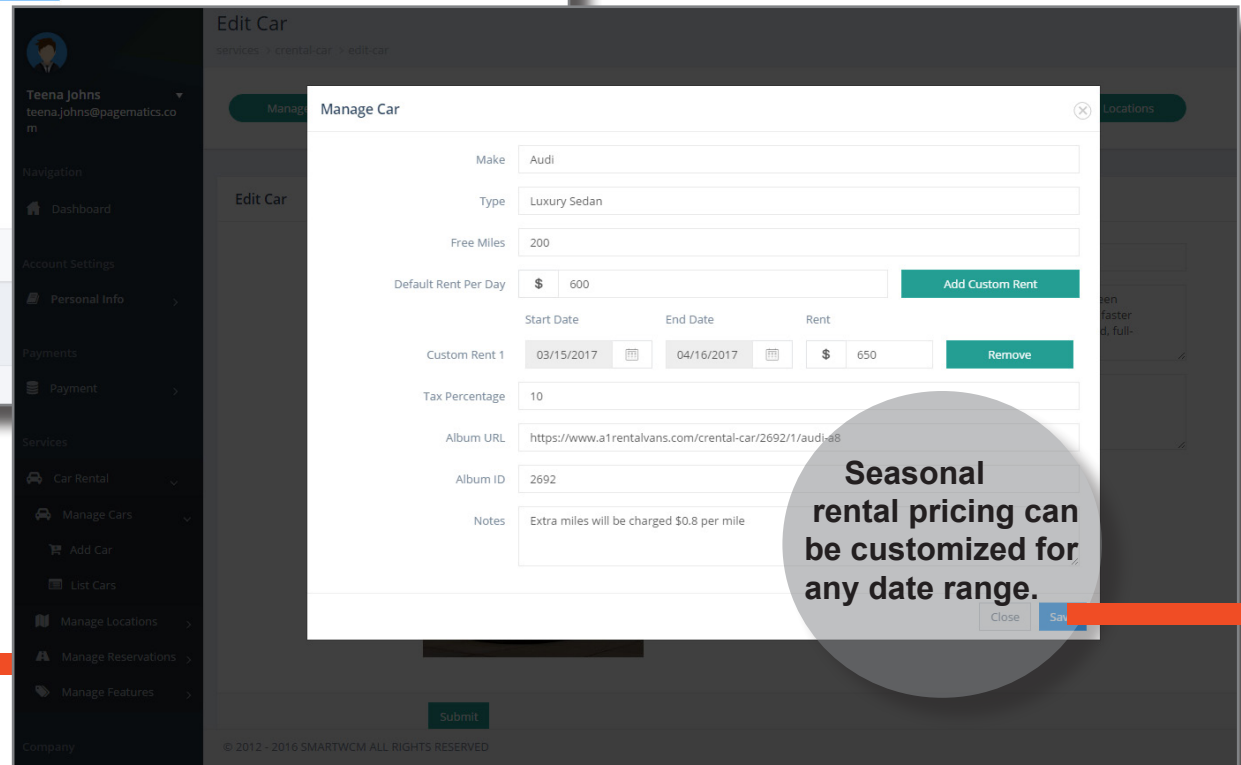 Edit Car
services > crental-car > edit-car
Teena Johns
teena.johns@pagematics.co
m
Manage
Locations
Navigation
Dashboard
Account Settings
Personal Info
Payments
Payment
Services
Car Rental
Manage Cars
Add Car
List Cars
Manage Locations
Manage Reservations
Manage Features
Company
Edit Car
Manage Car
Make Audi
Type Luxury Sedan
Free Miles 200
Default Rent Per Day $ 600 Add Custom Rent
Start Date End Date Rent
Custom Rent 1 03/15/2017 04/16/2017 $ 650 Remove
Tax Percentage 10
Album URL https://www.a1rentalvans.com/crental-car/2692/1/audi-a8
Album ID 2692
Notes Extra miles will be charged $0.8 per mile
Close
faster
d, full-
Seasonal
rental pricing can
be customized for
any date range.
Submit
© 2012 - 2016 SMARTWCM ALL RIGHTS RESERVED